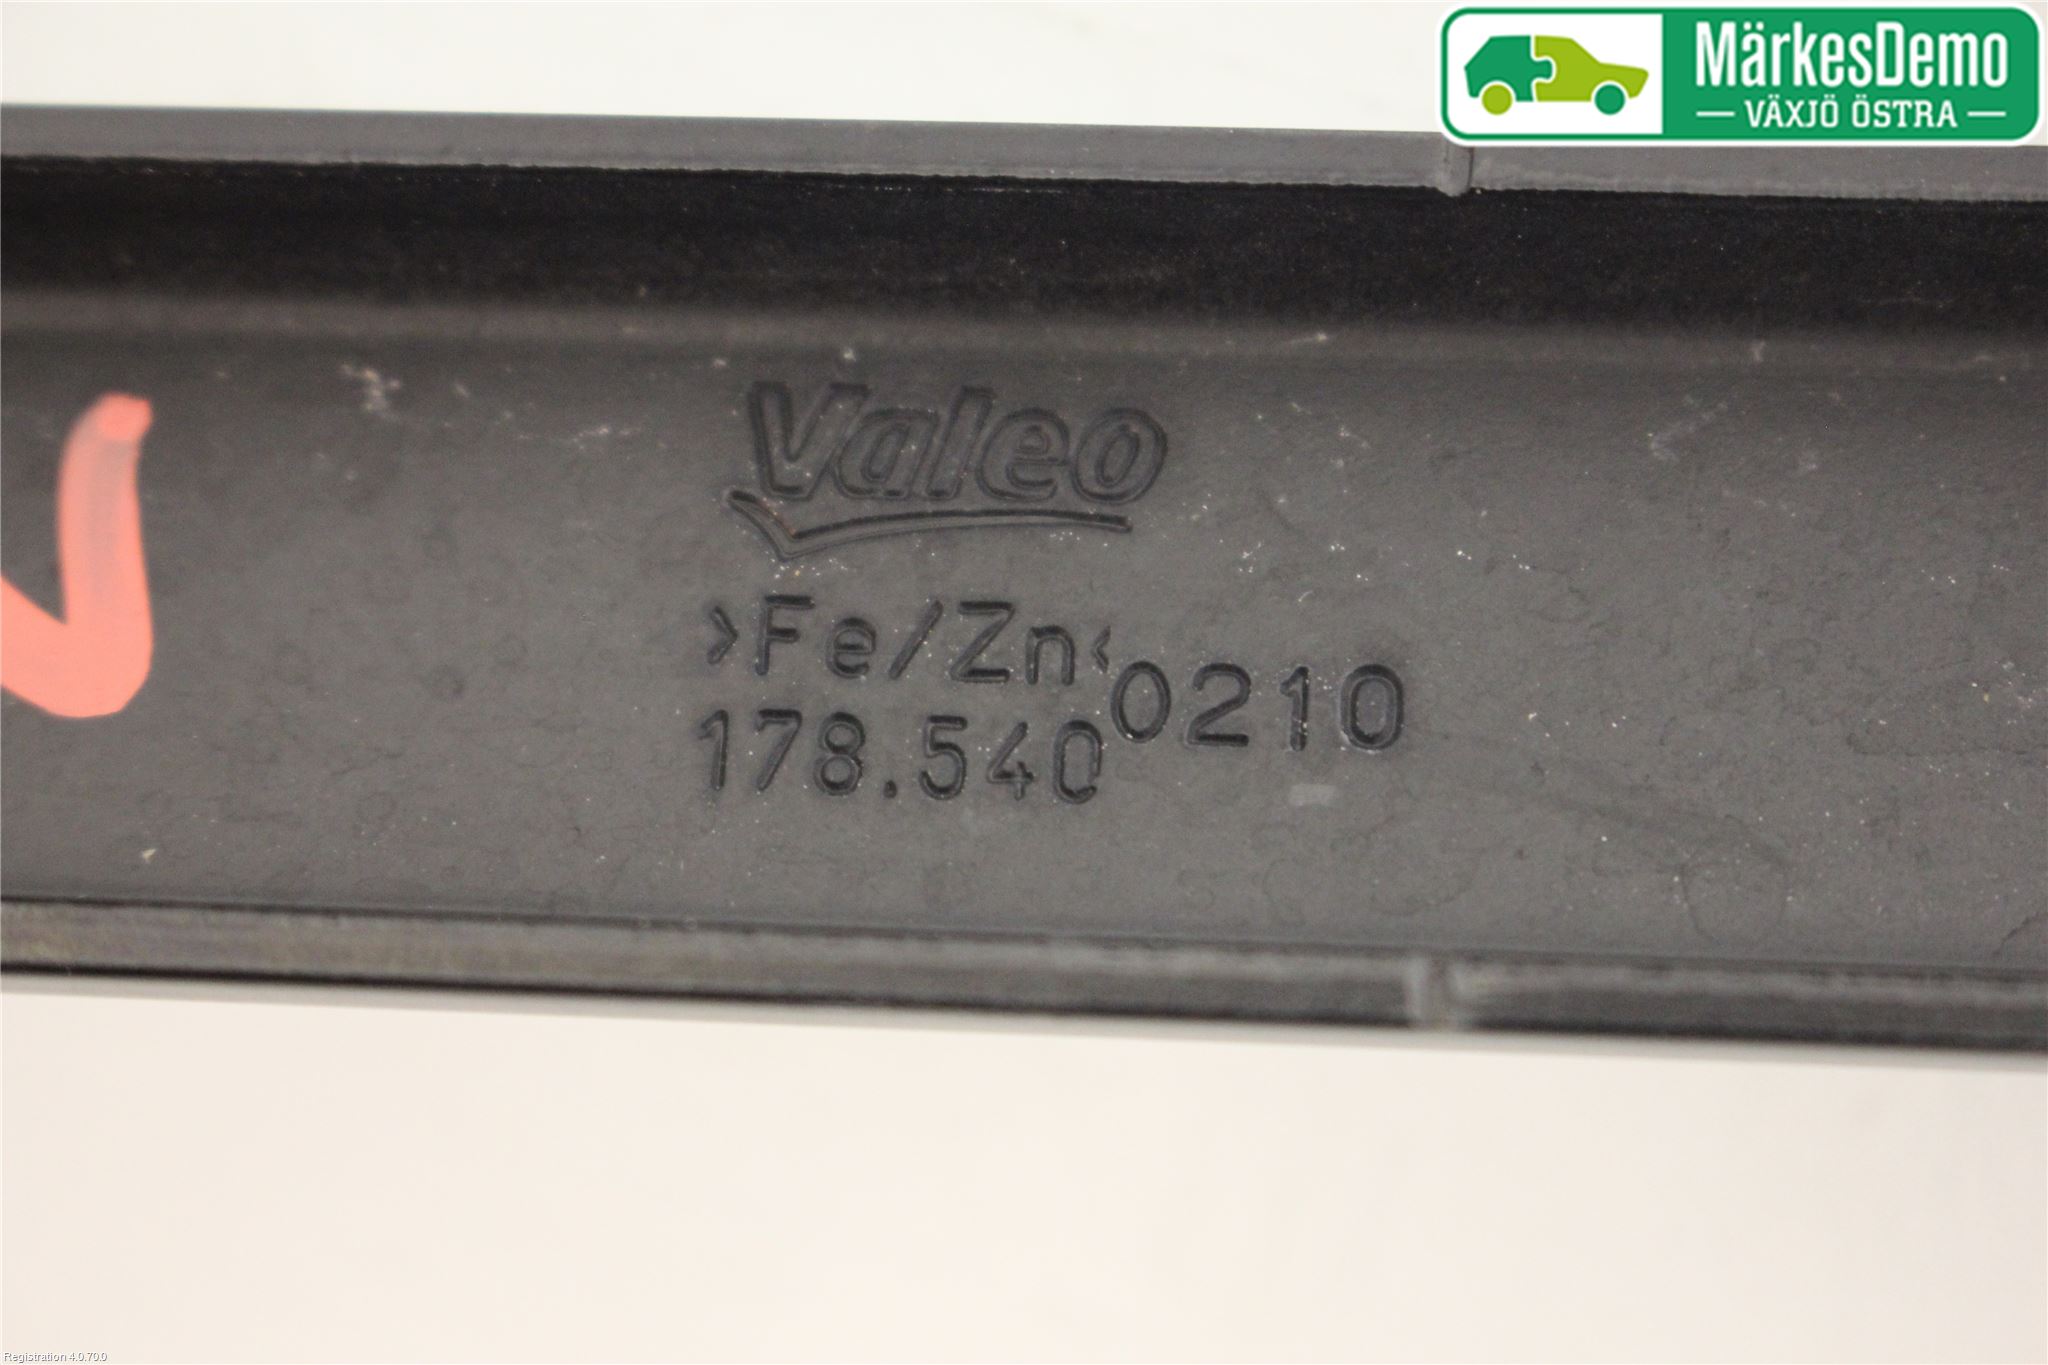 MärkesDemo
VÄXJÖ ÖSTRA
Valeo
>Fe/Zn<
0210
178.540
Registration 4.0.70.0